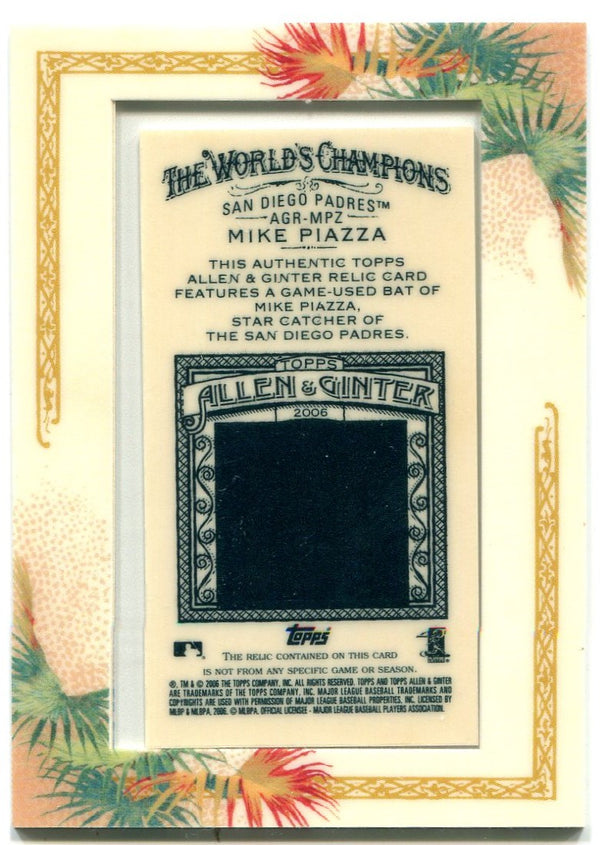 THE WORLD'S CHAMPIONS
SAN DIEGO PADRES™
AGR-MPZ
MIKE PIAZZA
THIS AUTHENTIC TOPPS
ALLEN & GINTER RELIC CARD
FEATURES A GAME-USED BAT OF
MIKE PIAZZA,
STAR CATCHER OF
THE SAN DIEGO PADRES.
TOPPS
ALLEN & GINTER
2006
Topps
THE RELIC CONTAINED ON THIS CARD
IS NOT FROM ANY SPECIFIC GAME OR SEASON.
®, TM & © 2006 THE TOPPS COMPANY, INC. ALL RIGHTS RESERVED. TOPPS AND TOPPS ALLEN & GINTER
ARE TRADEMARKS OF THE TOPPS COMPANY, INC. MAJOR LEAGUE BASEBALL TRADEMARKS AND
COPYRIGHTS ARE USED WITH PERMISSION OF MAJOR LEAGUE BASEBALL PROPERTIES, INC. LICENSED BY
MLBP & MLBPA, 2006. © MLBPA, OFFICIAL LICENSEE - MAJOR LEAGUE BASEBALL PLAYERS ASSOCIATION.